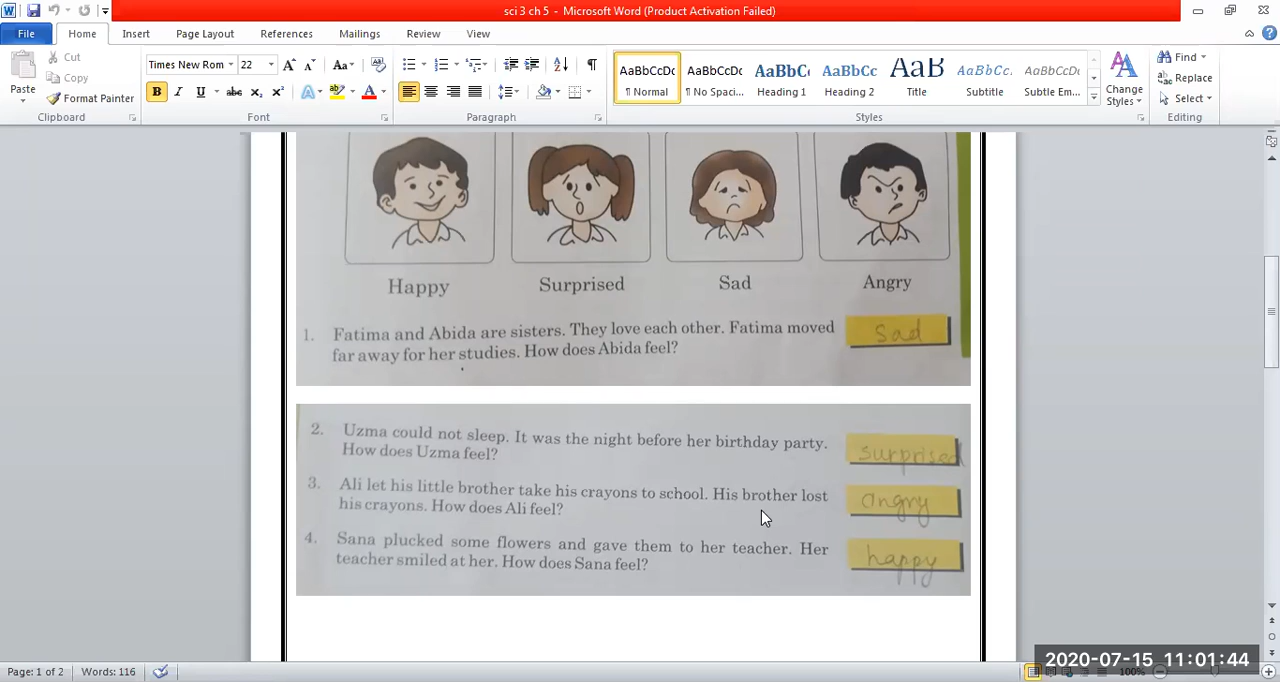 sci 3 ch 5 - Microsoft Word (Product Activation Failed)
File Home Insert Page Layout References Mailings Review View
Cut
Copy
Format Painter
Paste
Times New Rom 22
AaBbCcDc AaBbCcDc AaBbC AaBbCc AaB AaBbCc. AaBbCcDc
¶ Normal ¶ No Spaci... Heading 1 Heading 2 Title Subtitle Subtle Em...
Change Styles
Find
Replace
Select
Clipboard Font Paragraph Styles Editing
Happy Surprised Sad Angry
1. Fatima and Abida are sisters. They love each other. Fatima moved
far away for her studies. How does Abida feel?
sad
2. Uzma could not sleep. It was the night before her birthday party.
How does Uzma feel?
surprised
3. Ali let his little brother take his crayons to school. His brother lost
his crayons. How does Ali feel?
angry
4. Sana plucked some flowers and gave them to her teacher. Her
teacher smiled at her. How does Sana feel?
happy
Page: 1 of 2 Words: 116
100%
2020-07-15 11:01:44